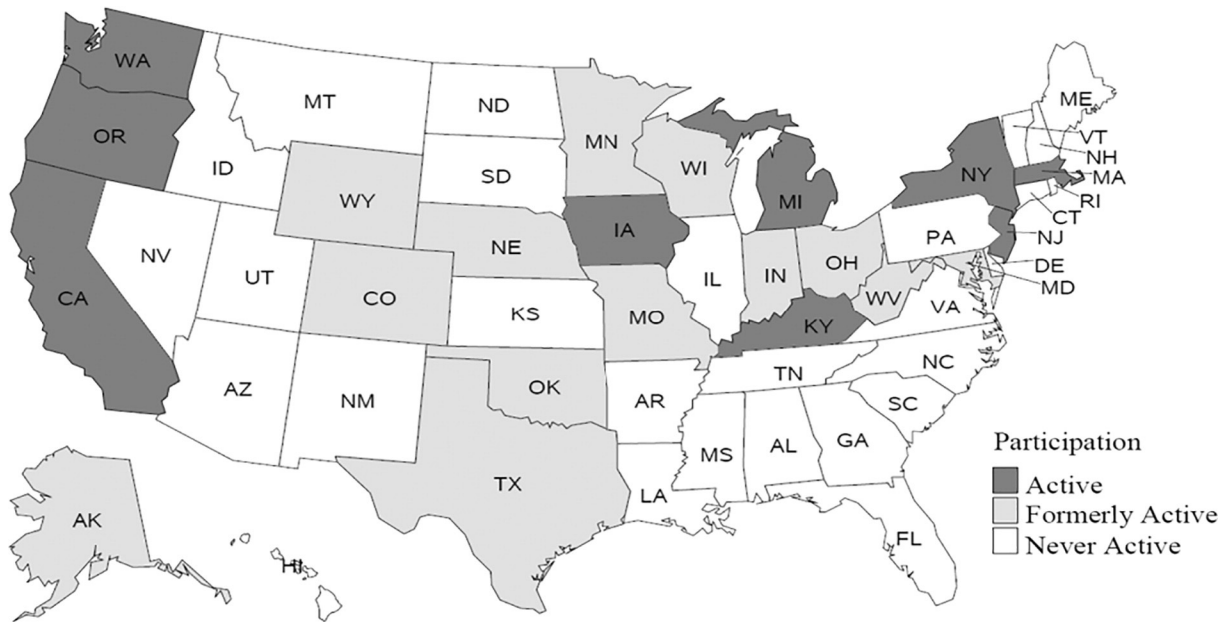 WA
MT
ND
ME
OR
MN
VT
ID
NH
SD
WI
NY
MA
WY
MI
RI
CT
IA
PA
NJ
NE
NV
OH
DE
UT
IL
IN
MD
CA
CO
WV
VA
KS
MO
KY
NC
TN
AZ
OK
NM
AR
SC
MS
AL
GA
TX
LA
AK
FL
HI
Participation
Active
Formerly Active
Never Active